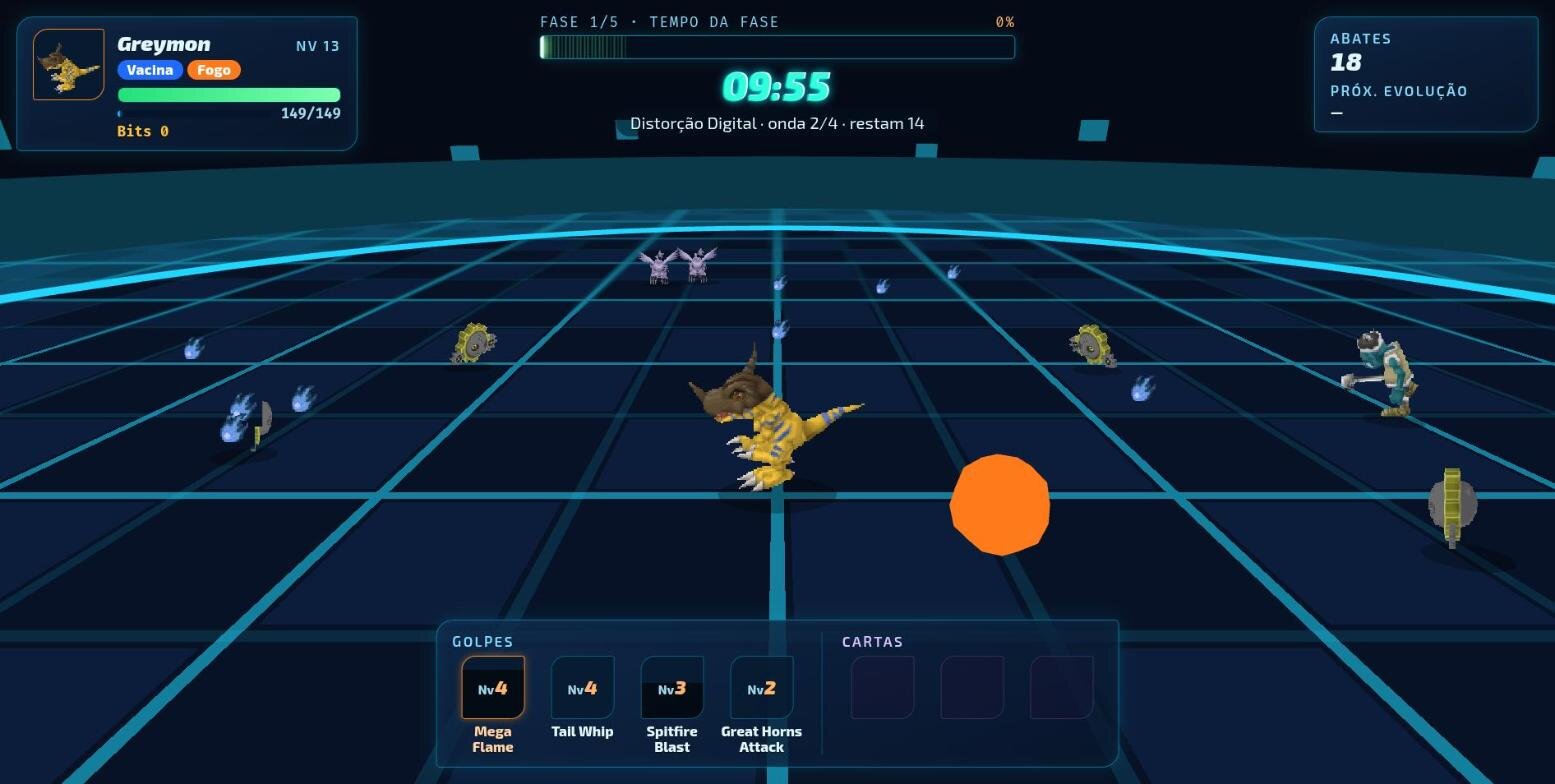 Greymon NV 13
Vacina Fogo
149/149
Bits 0
FASE 1/5 · TEMPO DA FASE 0%
09:55
Distorção Digital · onda 2/4 · restam 14
ABATES
18
PRÓX. EVOLUÇÃO
—
GOLPES
Nv4 Nv4 Nv3 Nv2
Mega Flame
Tail Whip
Spitfire Blast
Great Horns Attack
CARTAS